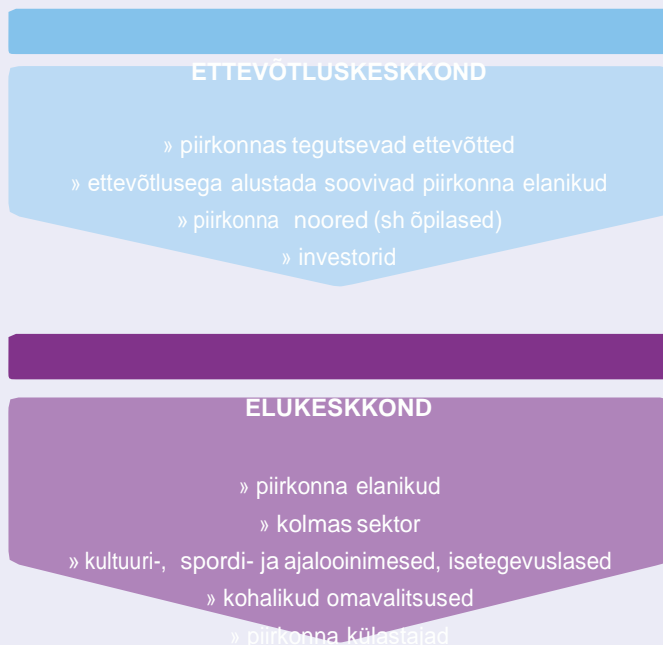 ETTEVÕTLUSKESKKOND
» piirkonnas tegutsevad ettevõtted
» ettevõtlusega alustada soovivad piirkonna elanikud
» piirkonna noored (sh õpilased)
» investorid
ELUKESKKOND
» piirkonna elanikud
» kolmas sektor
» kultuuri-, spordi- ja ajalooinimesed, isetegevuslased
» kohalikud omavalitsused
» piirkonna külastajad